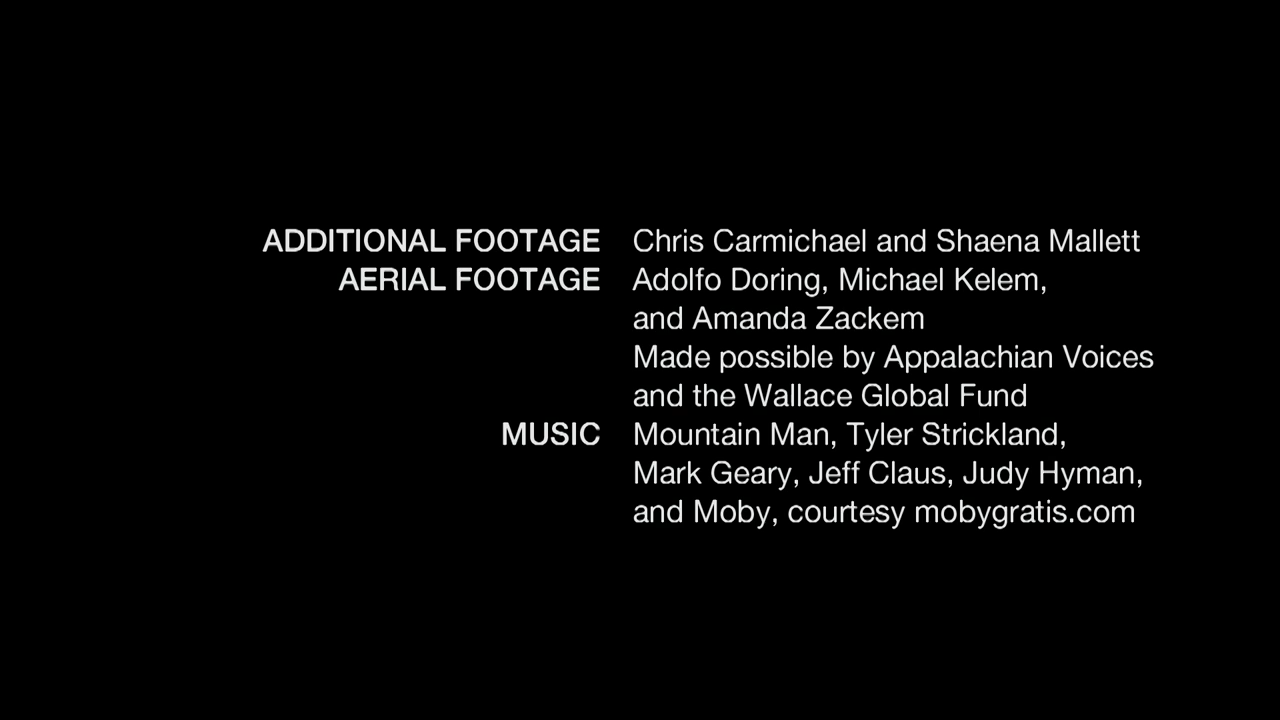 ADDITIONAL FOOTAGE Chris Carmichael and Shaena Mallett
AERIAL FOOTAGE Adolfo Doring, Michael Kelem,
and Amanda Zackem
Made possible by Appalachian Voices
and the Wallace Global Fund
MUSIC Mountain Man, Tyler Strickland,
Mark Geary, Jeff Claus, Judy Hyman,
and Moby, courtesy mobygratis.com